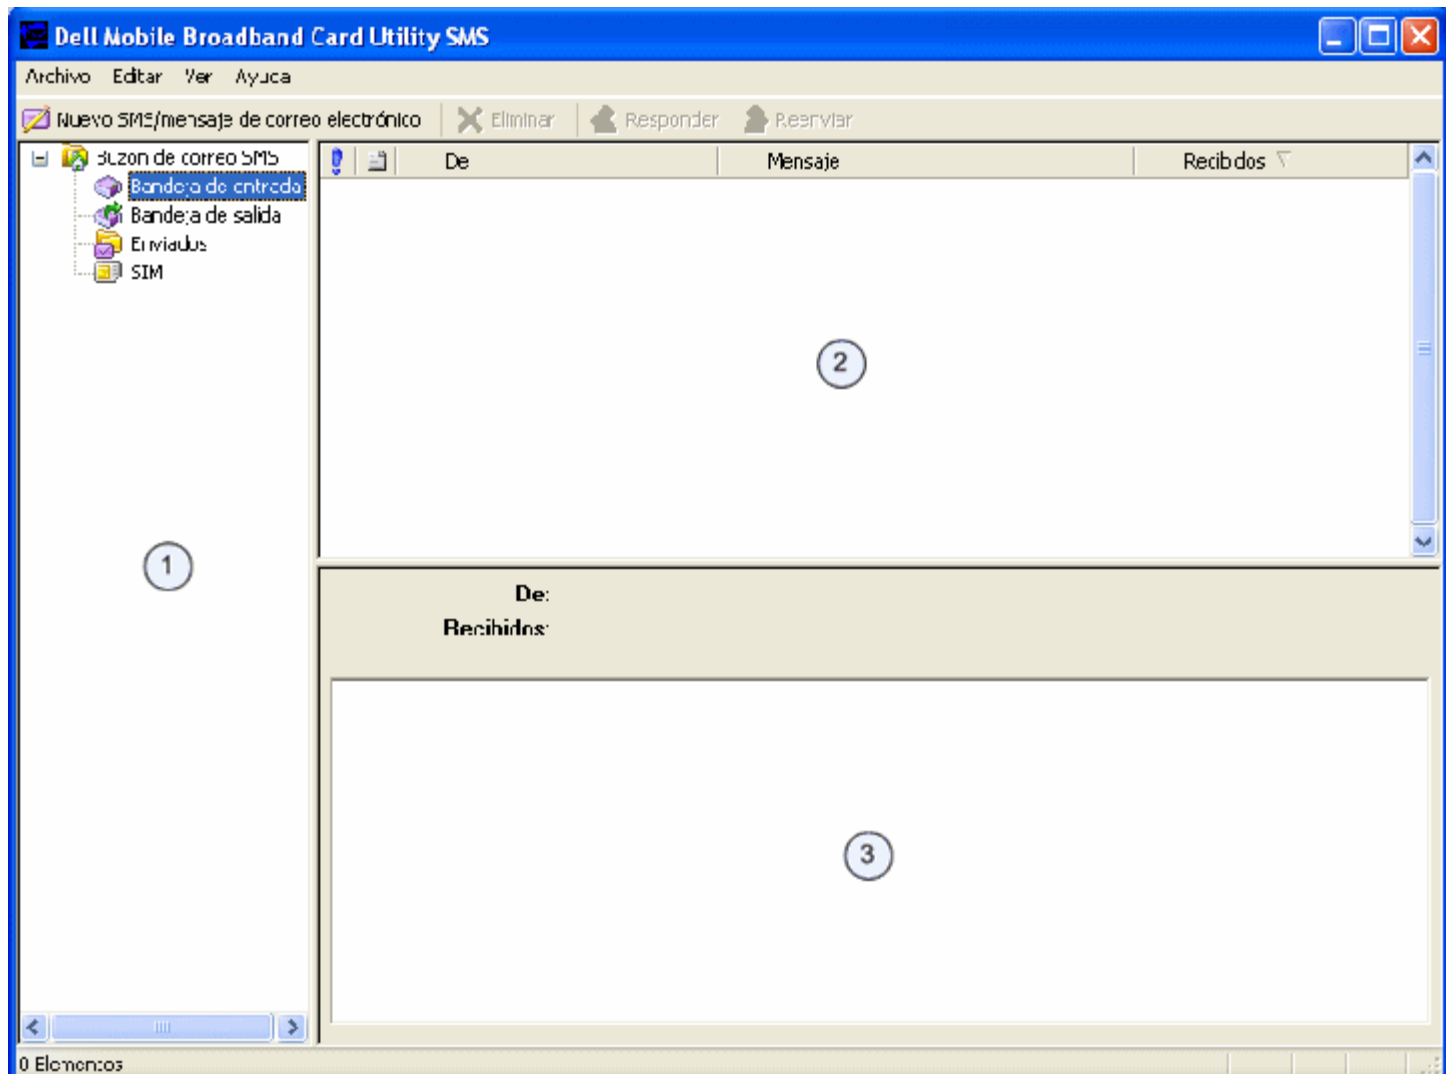 Dell Mobile Broadband Card Utility SMS
Archivo Editar Ver Ayuda
Nuevo SMS/mensaje de correo electrónico Eliminar Responder Reenviar
Buzón de correo SMS
Bandeja de entrada
Bandeja de salida
Enviados
SIM
De Mensaje Recibidos
2
1
De:
Recibidos:
3
0 Elementos